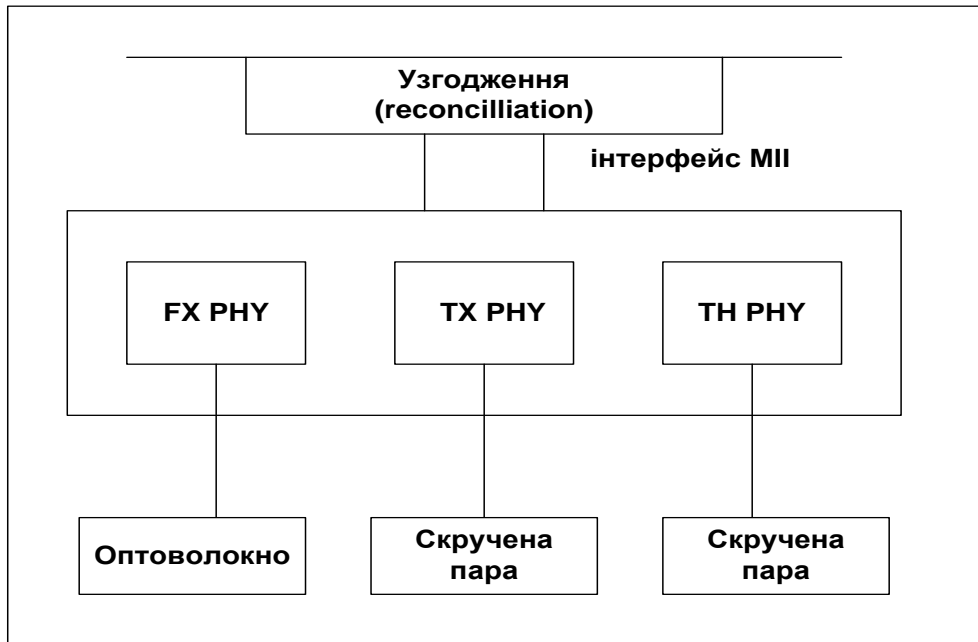 Узгодження
(reconcilliation)
інтерфейс MII
FX PHY
TX PHY
TH PHY
Оптоволокно
Скручена
пара
Скручена
пара